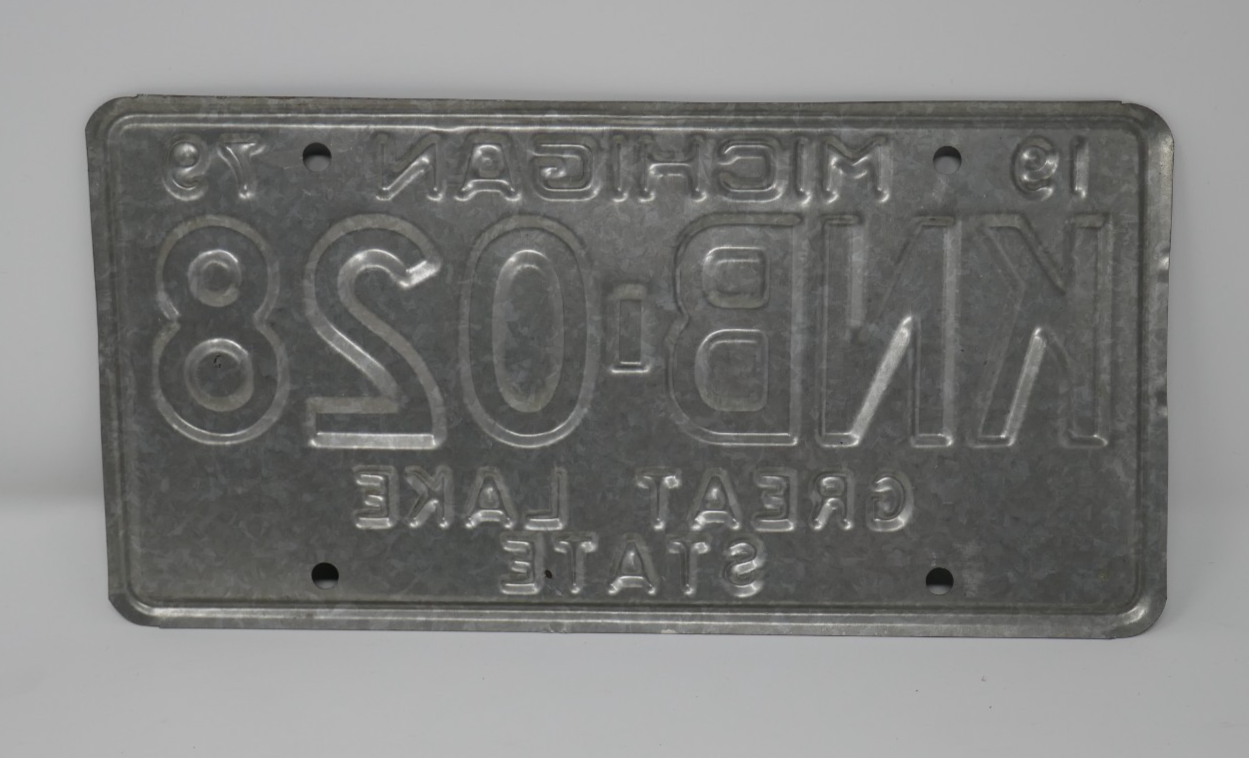 19 MICHIGAN 79
KNB-028
GREAT LAKE
STATE